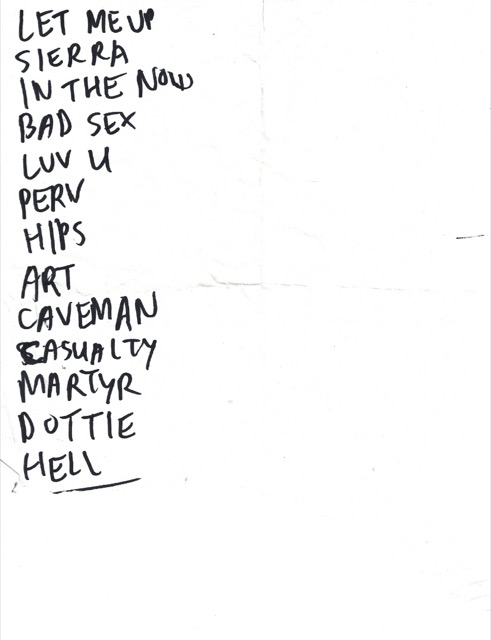 LET ME UP
SIERRA
IN THE NOW
BAD SEX
LUV U
PERV
HIPS
ART
CAVEMAN
CASUALTY
MARTYR
DOTTIE
HELL